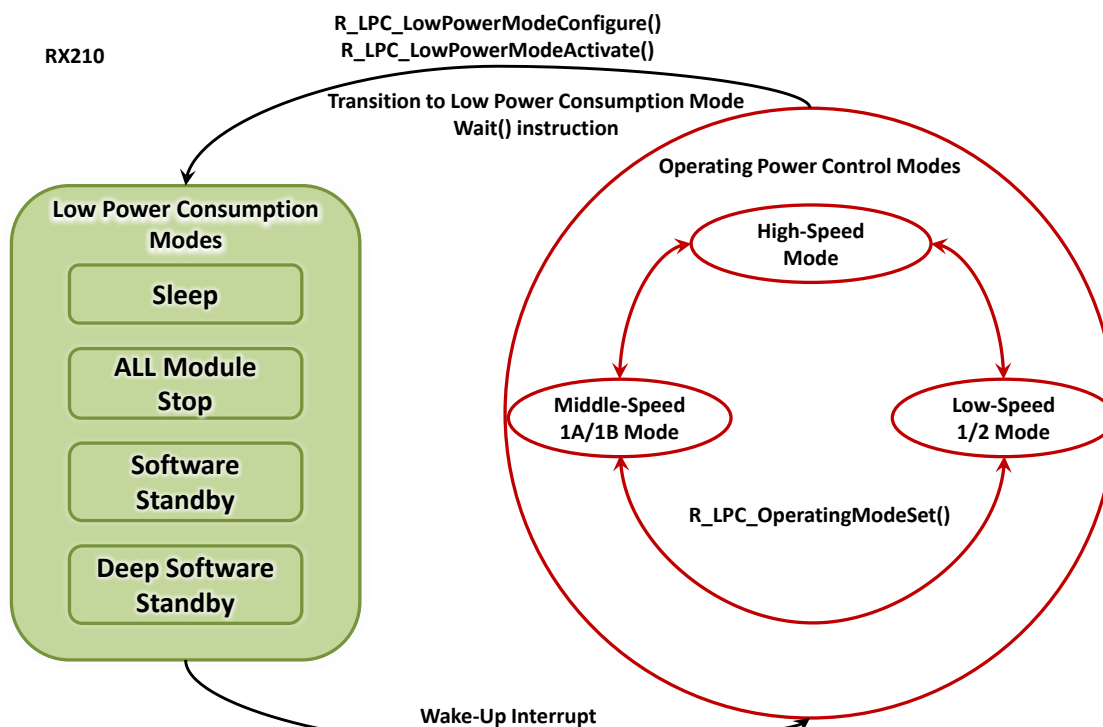 R_LPC_LowPowerModeConfigure()
R_LPC_LowPowerModeActivate()
RX210
Transition to Low Power Consumption Mode
Wait() instruction
Operating Power Control Modes
Low Power Consumption
Modes
High-Speed
Mode
Sleep
ALL Module
Stop
Middle-Speed
1A/1B Mode
Low-Speed
1/2 Mode
Software
Standby
R_LPC_OperatingModeSet()
Deep Software
Standby
Wake-Up Interrupt